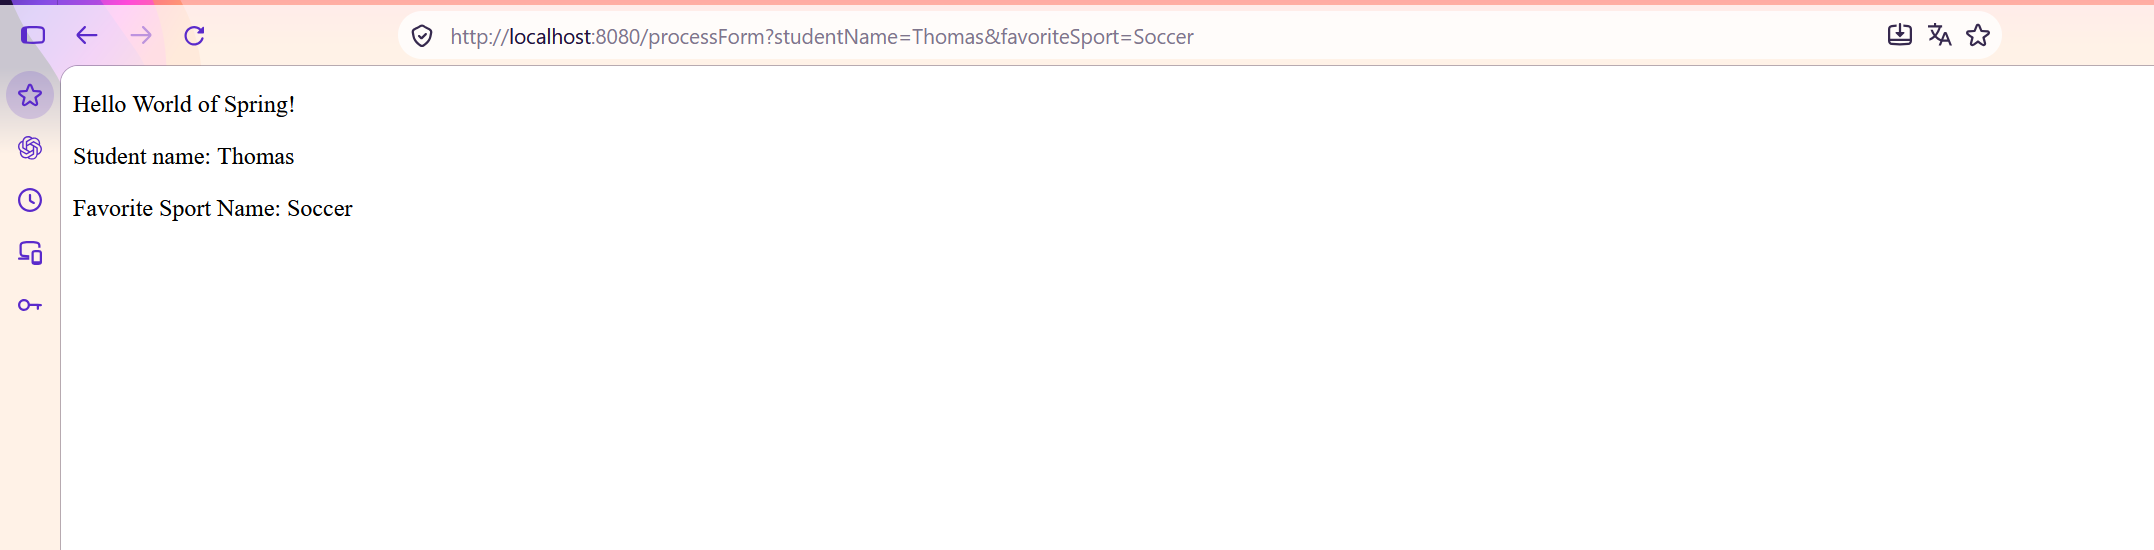 http://localhost:8080/processForm?studentName=Thomas&favoriteSport=Soccer
Hello World of Spring!
Student name: Thomas
Favorite Sport Name: Soccer